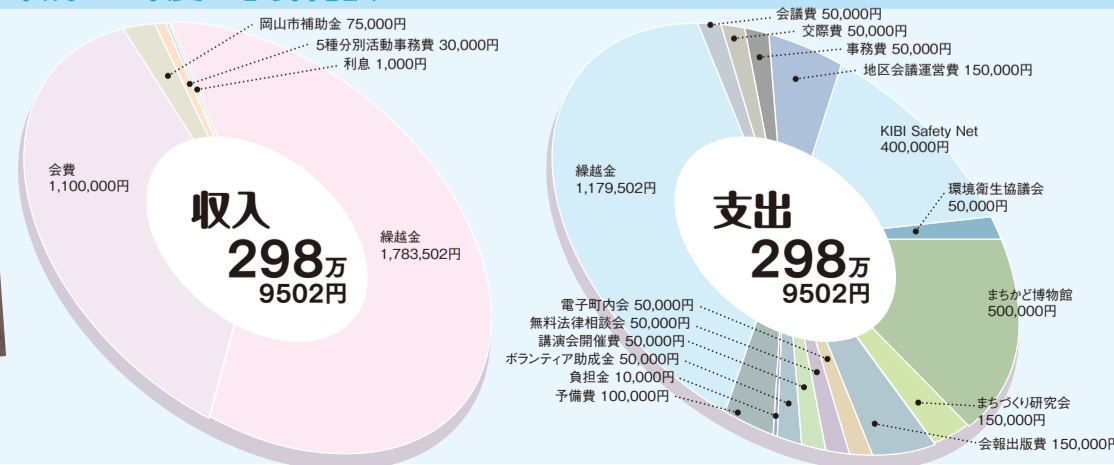 岡山市補助金 75,000円
5種分別活動事務費 30,000円
利息 1,000円
会費
1,100,000円
収入
298万
9502円
繰越金
1,783,502円
会議費 50,000円
交際費 50,000円
事務費 50,000円
地区会議運営費 150,000円
KIBI Safety Net
400,000円
繰越金
1,179,502円
環境衛生協議会
50,000円
支出
298万
9502円
まちかど博物館
500,000円
電子町内会 50,000円
無料法律相談会 50,000円
講演会開催費 50,000円
ボランティア助成金 50,000円
負担金 10,000円
予備費 100,000円
まちづくり研究会
150,000円
会報出版費 150,000円